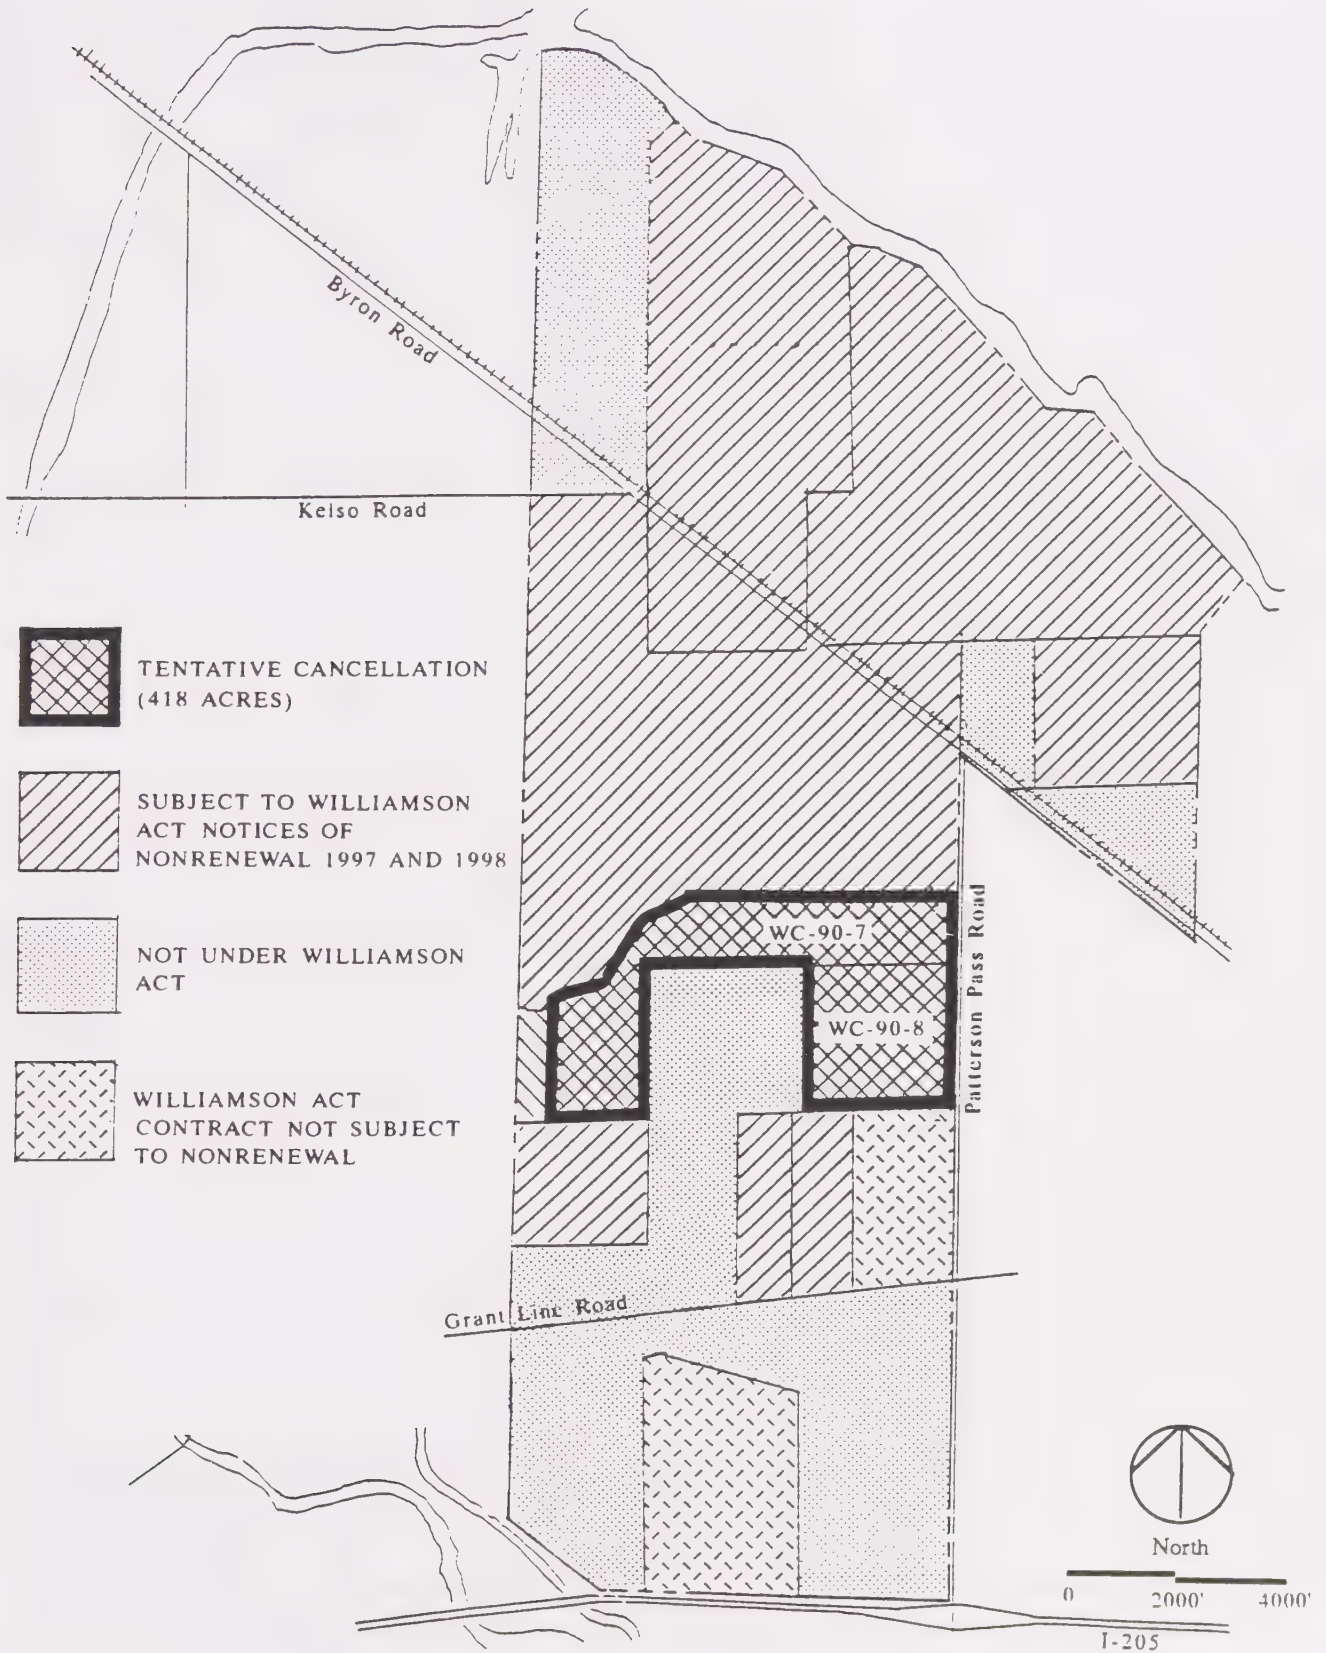 Byron Road
Kelso Road
TENTATIVE CANCELLATION
(418 ACRES)
SUBJECT TO WILLIAMSON
ACT NOTICES OF
NONRENEWAL 1997 AND 1998
NOT UNDER WILLIAMSON
ACT
WILLIAMSON ACT
CONTRACT NOT SUBJECT
TO NONRENEWAL
WC-90-7
WC-90-8
Patterson Pass Road
Grant Line Road
North
0 2000' 4000'
I-205